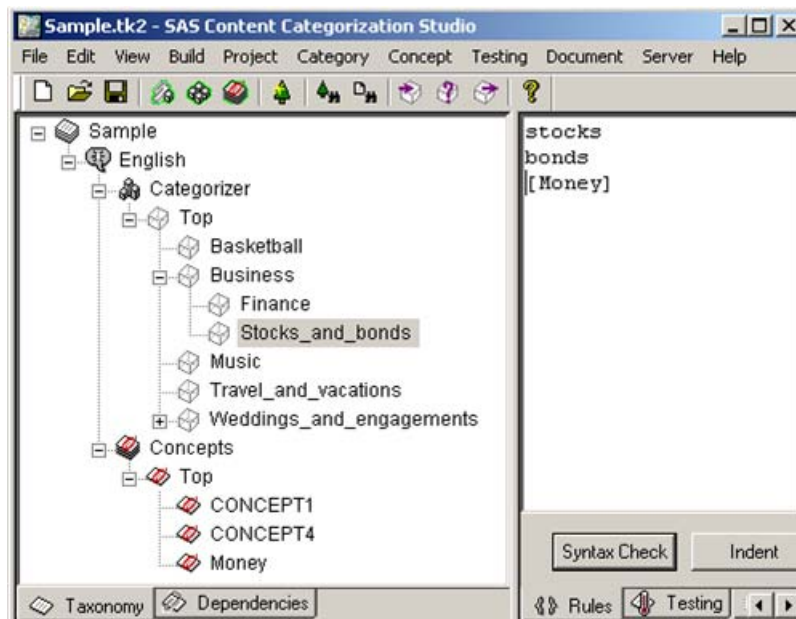 Sample.tk2 - SAS Content Categorization Studio
File Edit View Build Project Category Concept Testing Document Server Help
Sample
English
Categorizer
Top
Basketball
Business
Finance
Stocks_and_bonds
Music
Travel_and_vacations
Weddings_and_engagements
Concepts
Top
CONCEPT1
CONCEPT4
Money
Taxonomy Dependencies
stocks
bonds
[Money]
Syntax Check Indent
Rules Testing